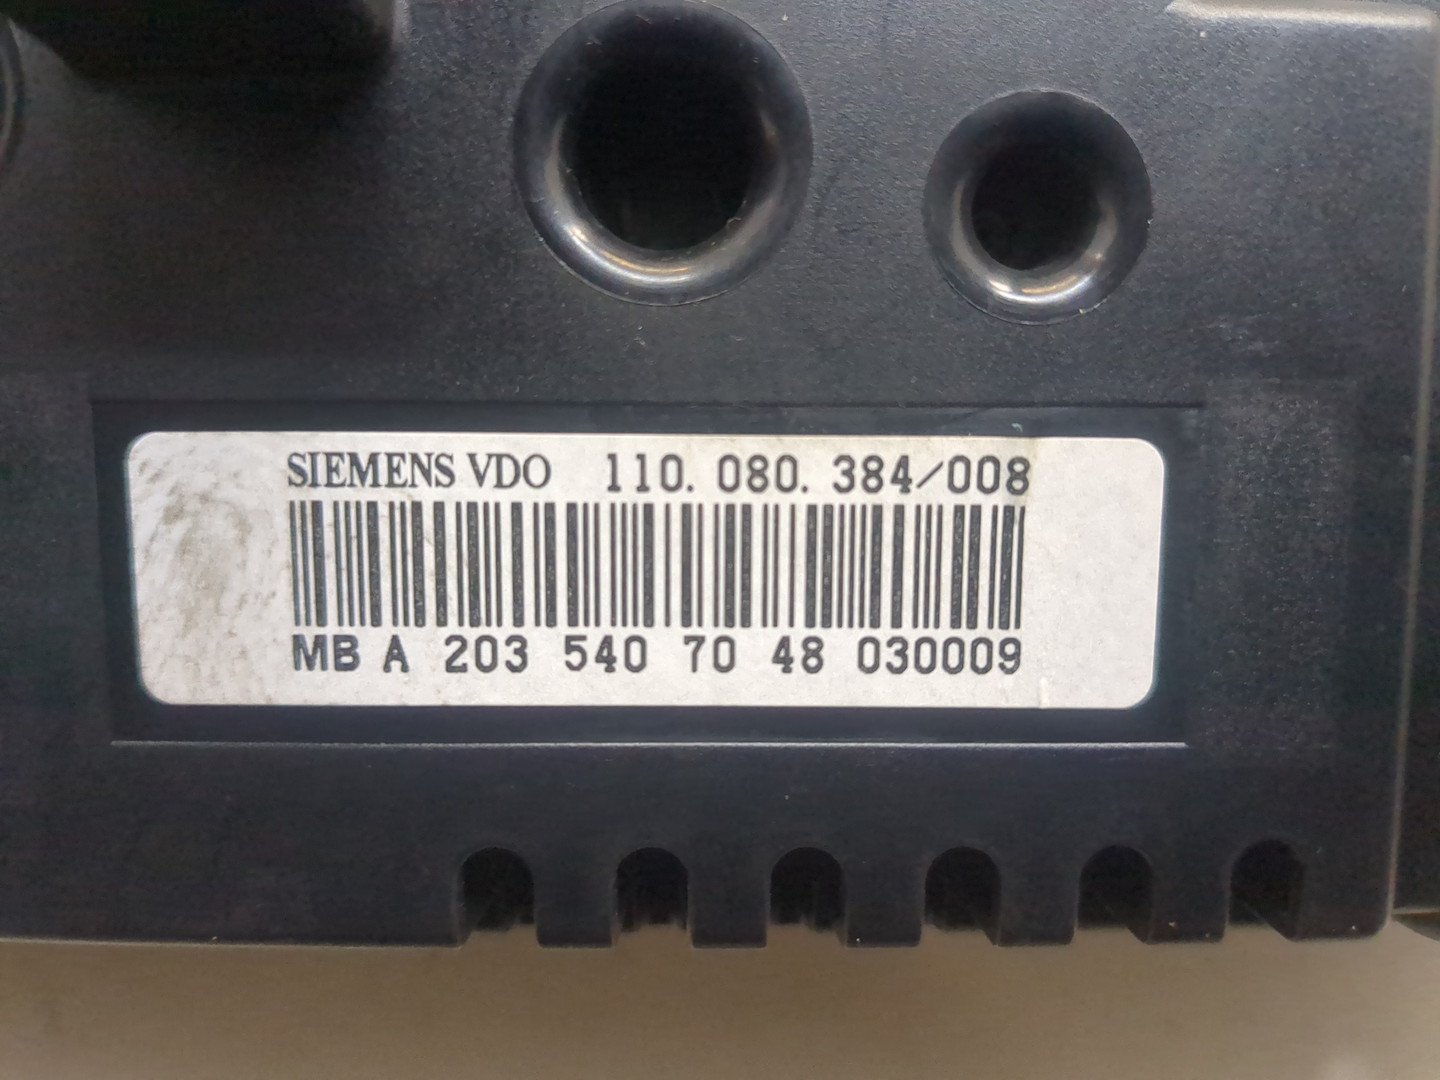 SIEMENS VDO 110.080.384/008
MB A 203 540 70 48 030009